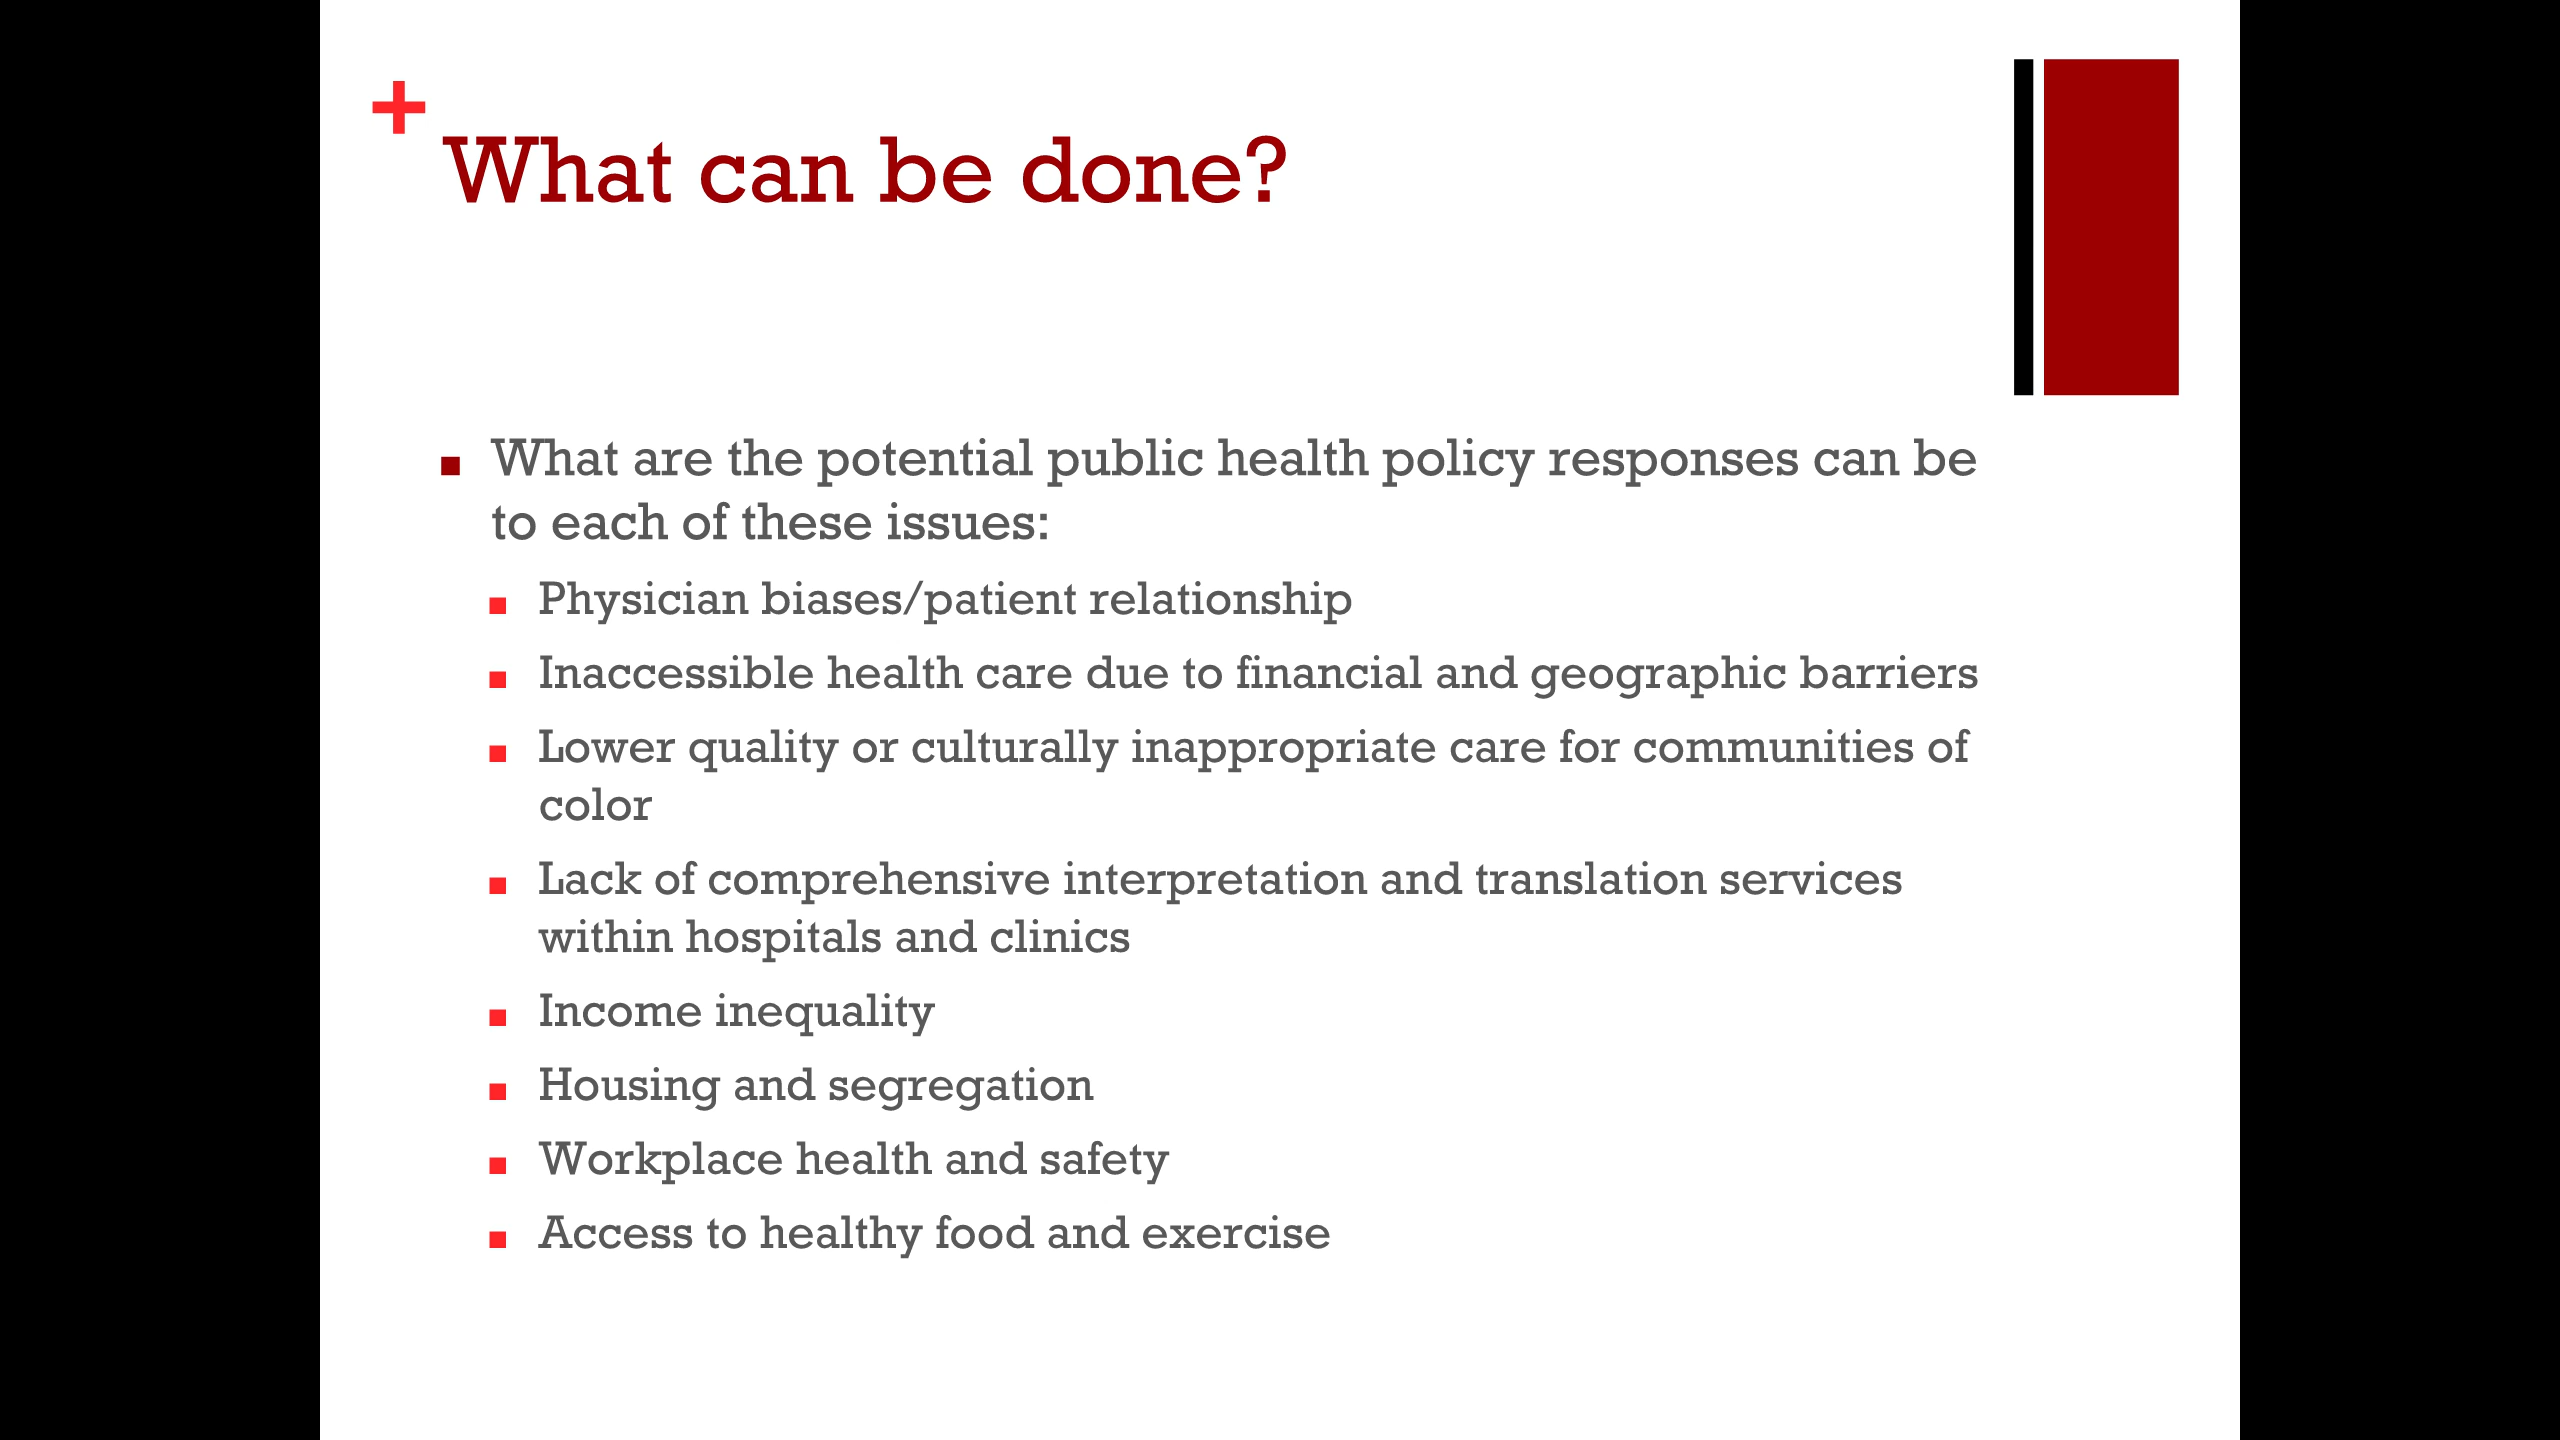 +
What can be done?
■ What are the potential public health policy responses can be
to each of these issues:
■ Physician biases/patient relationship
■ Inaccessible health care due to financial and geographic barriers
■ Lower quality or culturally inappropriate care for communities of
color
■ Lack of comprehensive interpretation and translation services
within hospitals and clinics
■ Income inequality
■ Housing and segregation
■ Workplace health and safety
■ Access to healthy food and exercise